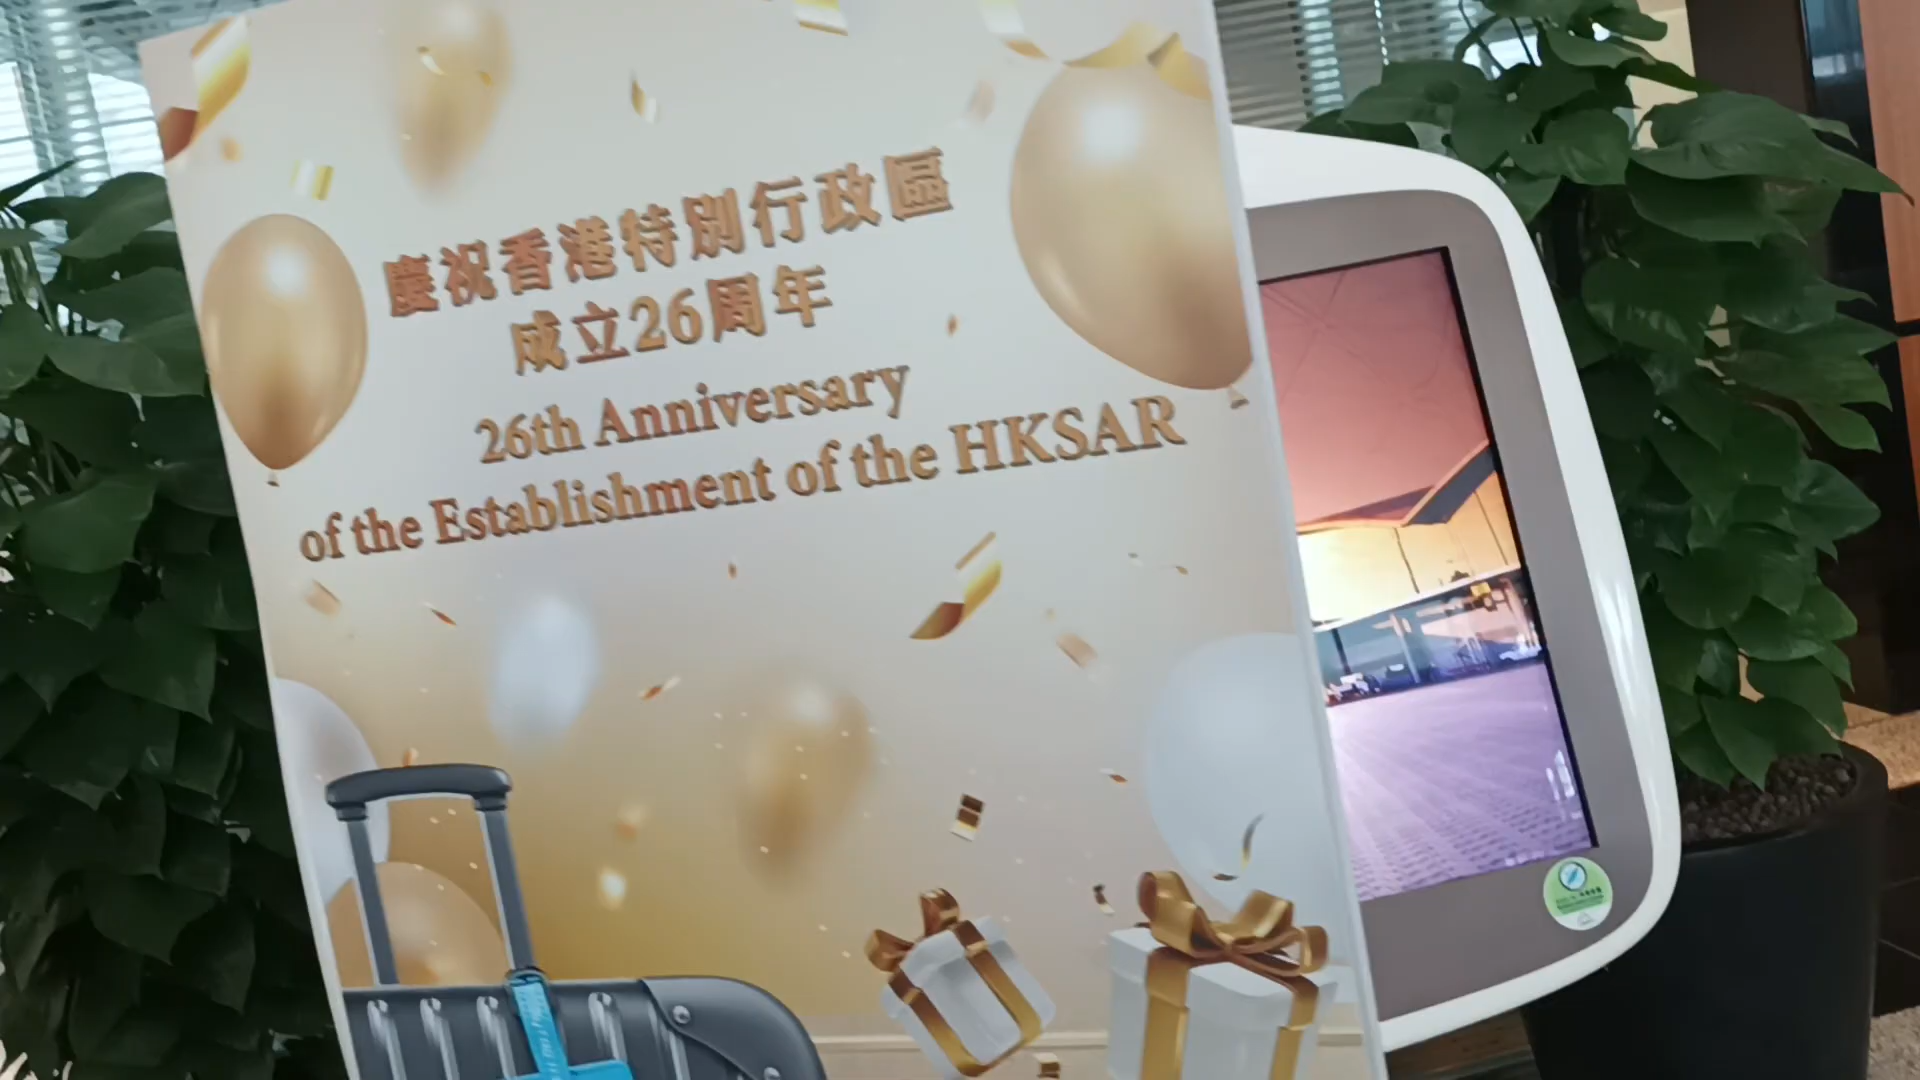 慶祝香港特別行政區
成立26周年
26th Anniversary
of the Establishment of the HKSAR